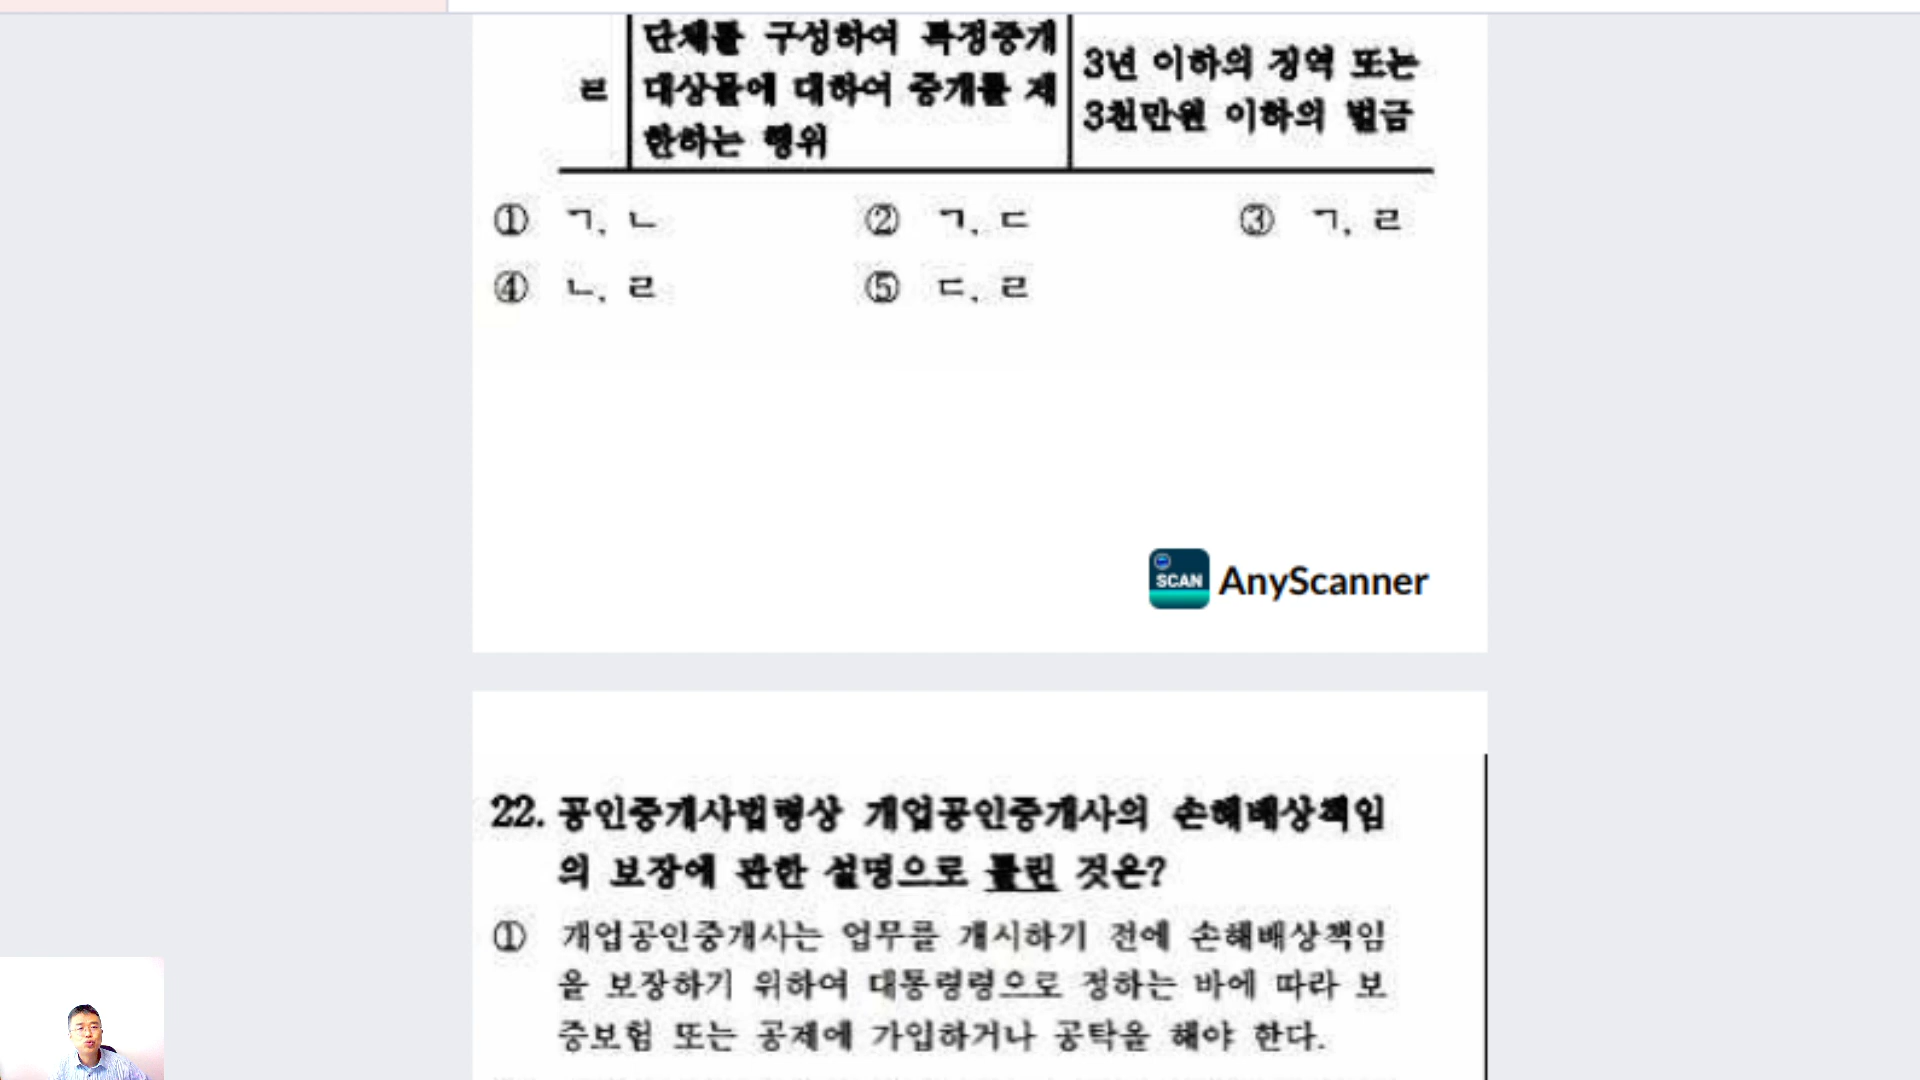 단체를 구성하여 특정중개
ㄹ 대상물에 대하여 중개를 제
한하는 행위
3년 이하의 징역 또는
3천만원 이하의 벌금
① ㄱ, ㄴ ② ㄱ, ㄷ ③ ㄱ, ㄹ
④ ㄴ, ㄹ ⑤ ㄷ, ㄹ
SCAN AnyScanner
22. 공인중개사법령상 개업공인중개사의 손해배상책임
의 보장에 관한 설명으로 틀린 것은?
① 개업공인중개사는 업무를 개시하기 전에 손해배상책임
을 보장하기 위하여 대통령령으로 정하는 바에 따라 보
증보험 또는 공제에 가입하거나 공탁을 해야 한다.